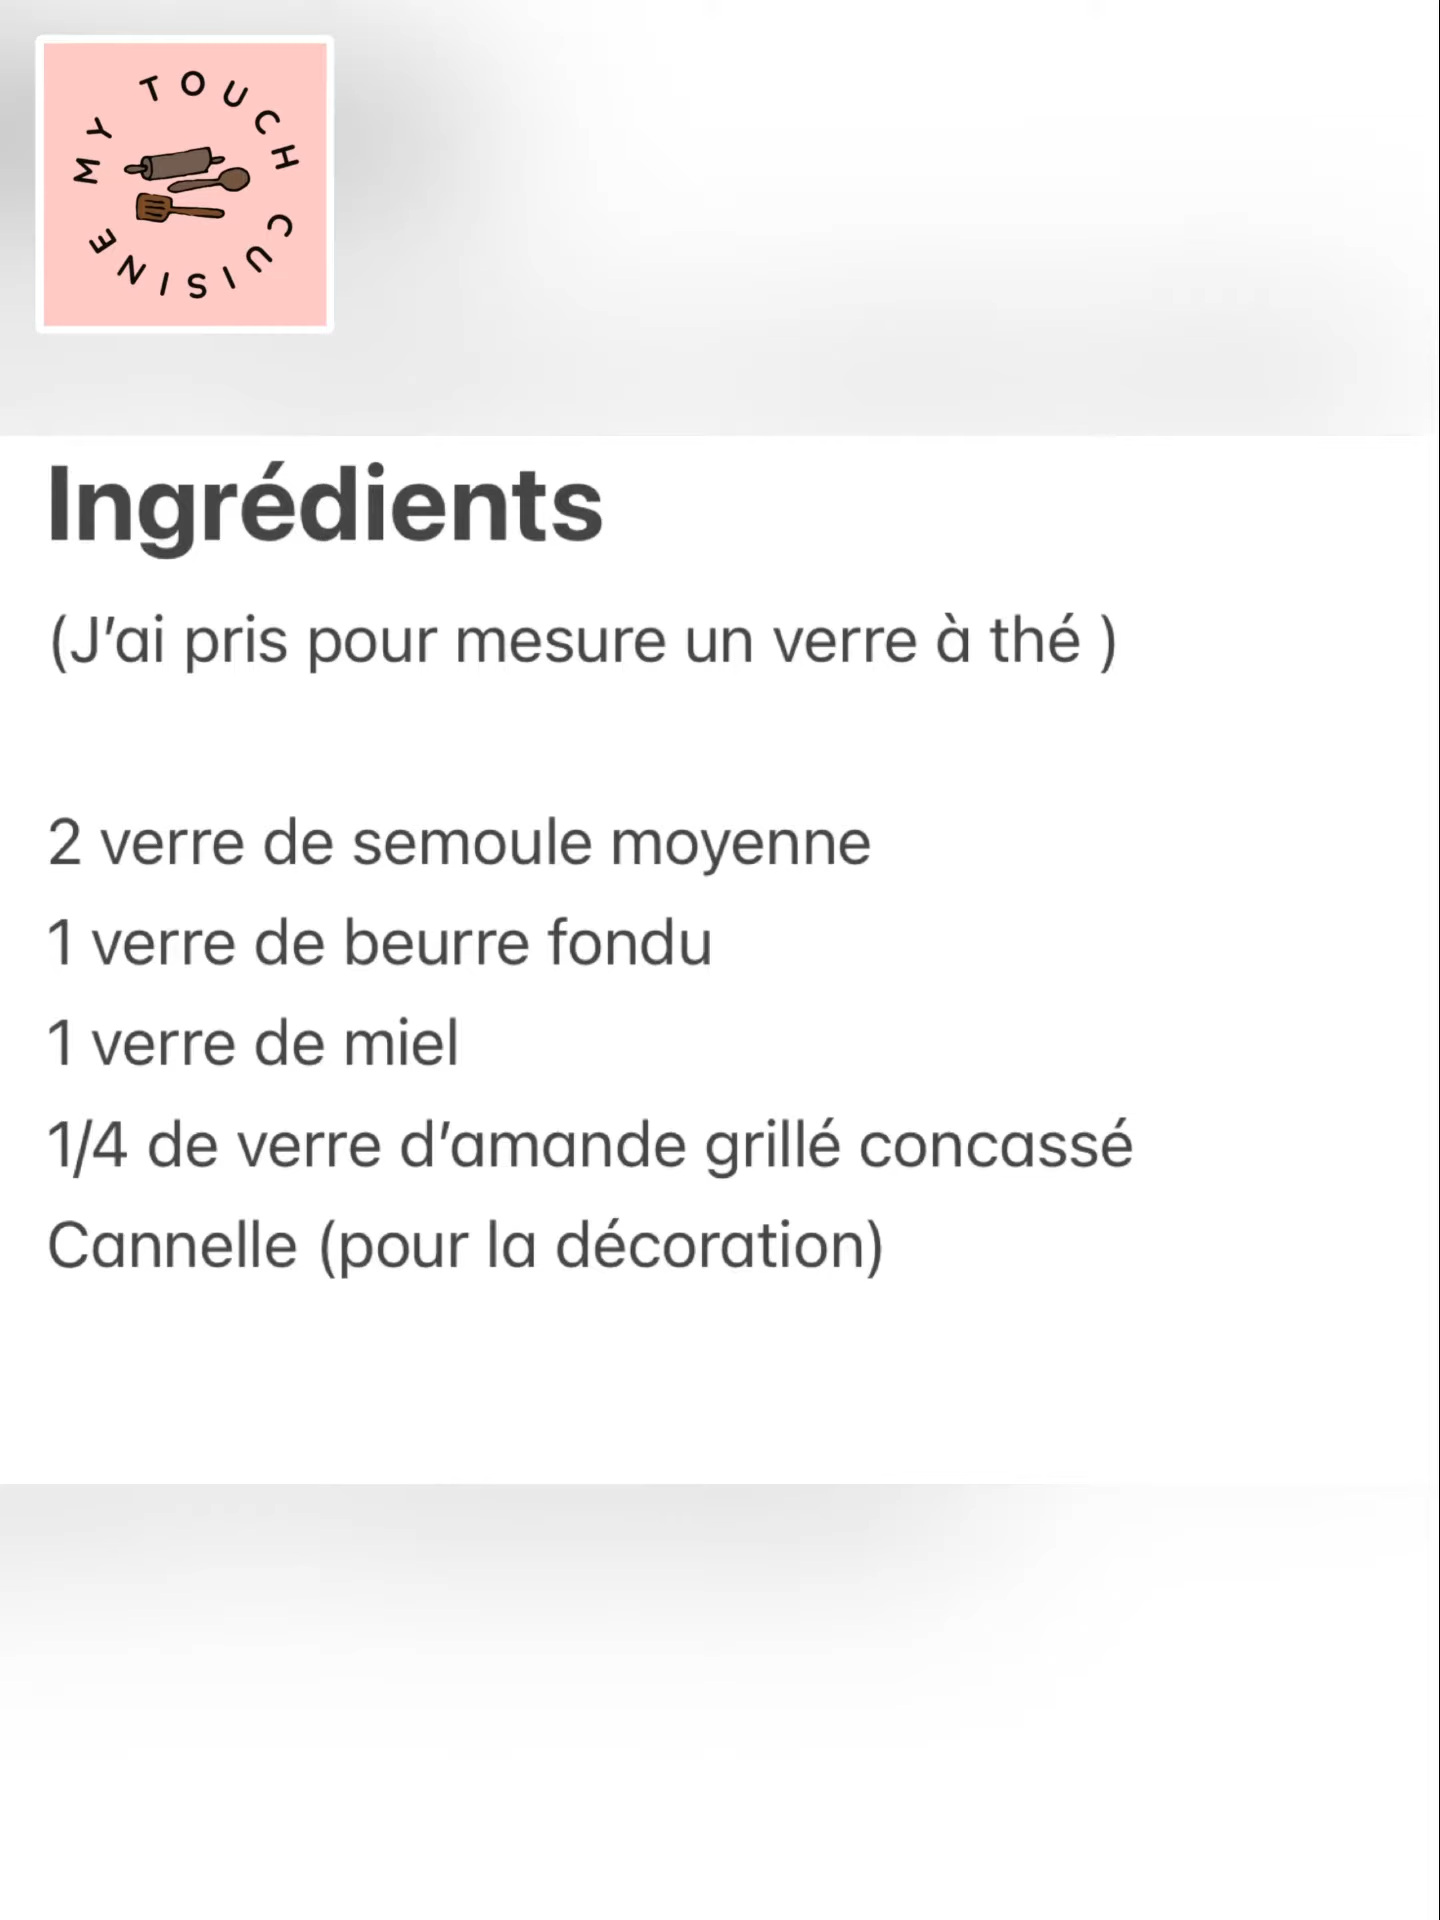 MY TOUCH CUISINE
Ingrédients
(J’ai pris pour mesure un verre à thé )
2 verre de semoule moyenne
1 verre de beurre fondu
1 verre de miel
1/4 de verre d’amande grillé concassé
Cannelle (pour la décoration)